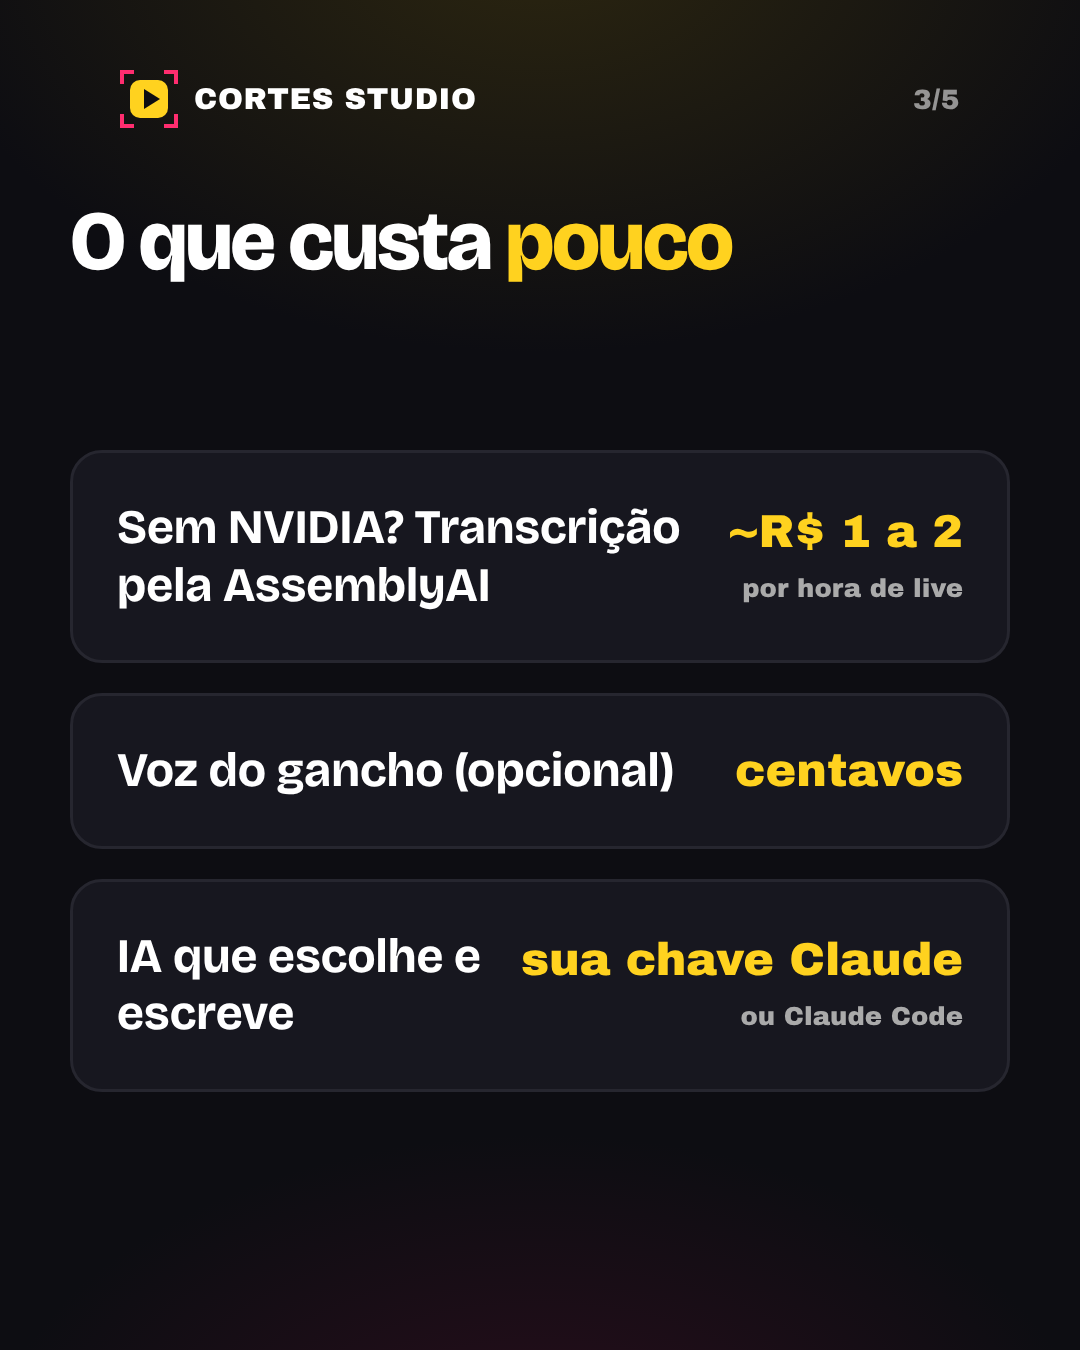 CORTES STUDIO
3/5
O que custa pouco
Sem NVIDIA? Transcrição
pela AssemblyAI
~R$ 1 a 2
por hora de live
Voz do gancho (opcional)
centavos
IA que escolhe e
escreve
sua chave Claude
ou Claude Code